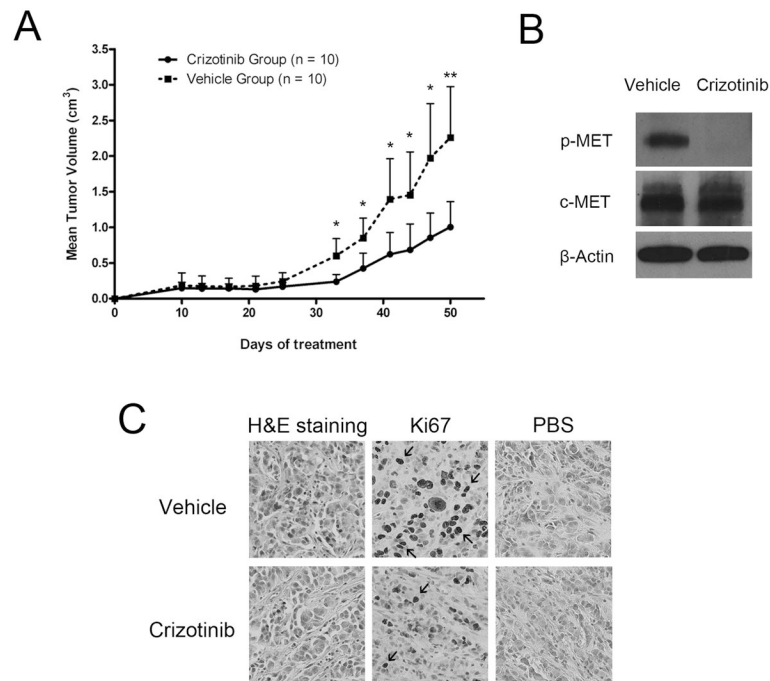 A
Crizotinib Group (n = 10)
Vehicle Group (n = 10)
Mean Tumor Volume (cm³)
3.5
3.0
2.5
2.0
1.5
1.0
0.5
0.0
* * * * * **
0 10 20 30 40 50
Days of treatment
B
Vehicle Crizotinib
p-MET
c-MET
β-Actin
C
H&E staining Ki67 PBS
Vehicle
Crizotinib